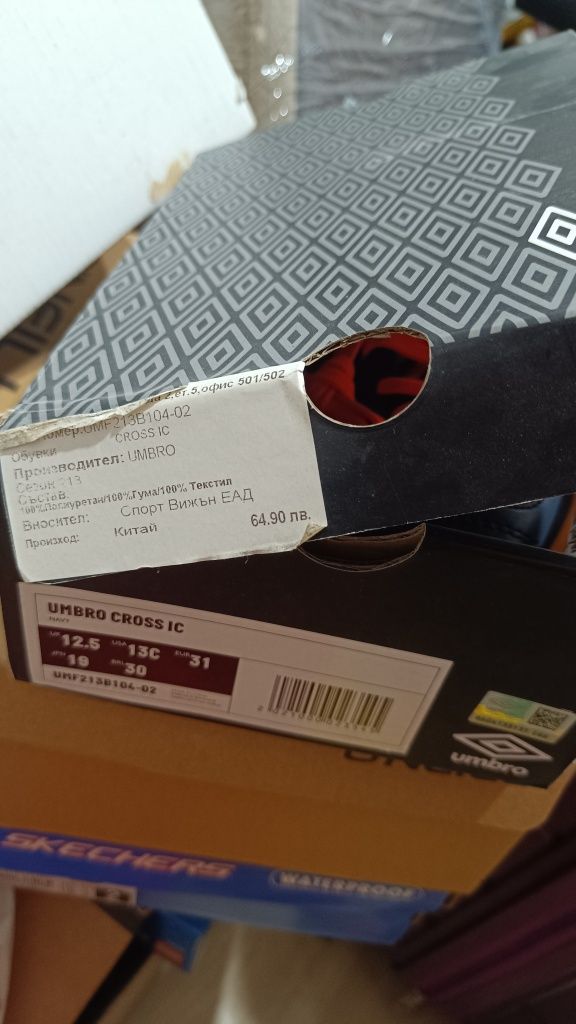 2,ет.5,офис 501/502
омер:UMF213B104-02
CROSS IC
Обувки
Производител: UMBRO
Сезон 213
Състав:
100%Полиуретан/100%Гума/100% Текстил
Вносител: Спорт Вижън ЕАД
Произход: Китай
64.90 лв.
UMBRO CROSS IC
NAVY
UK 12.5 USA 13C EUR 31
JPN 19 BRL 30
UMF213B104-02
umbro
SKECHERS
WATERPROOF